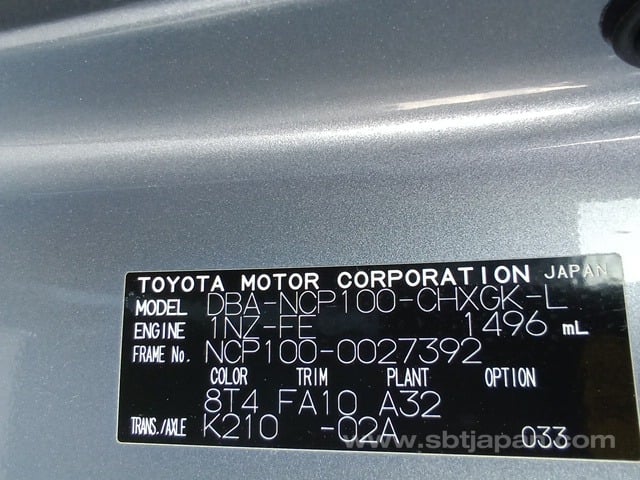 TOYOTA MOTOR CORPORATION JAPAN
MODEL DBA-NCP100-CHXGK-L
ENGINE 1NZ-FE 1496 mL
FRAME No. NCP100-0027392
COLOR TRIM PLANT OPTION
8T4 FA10 A32
TRANS./AXLE K210 -02A 033
www.sbtjapan.com